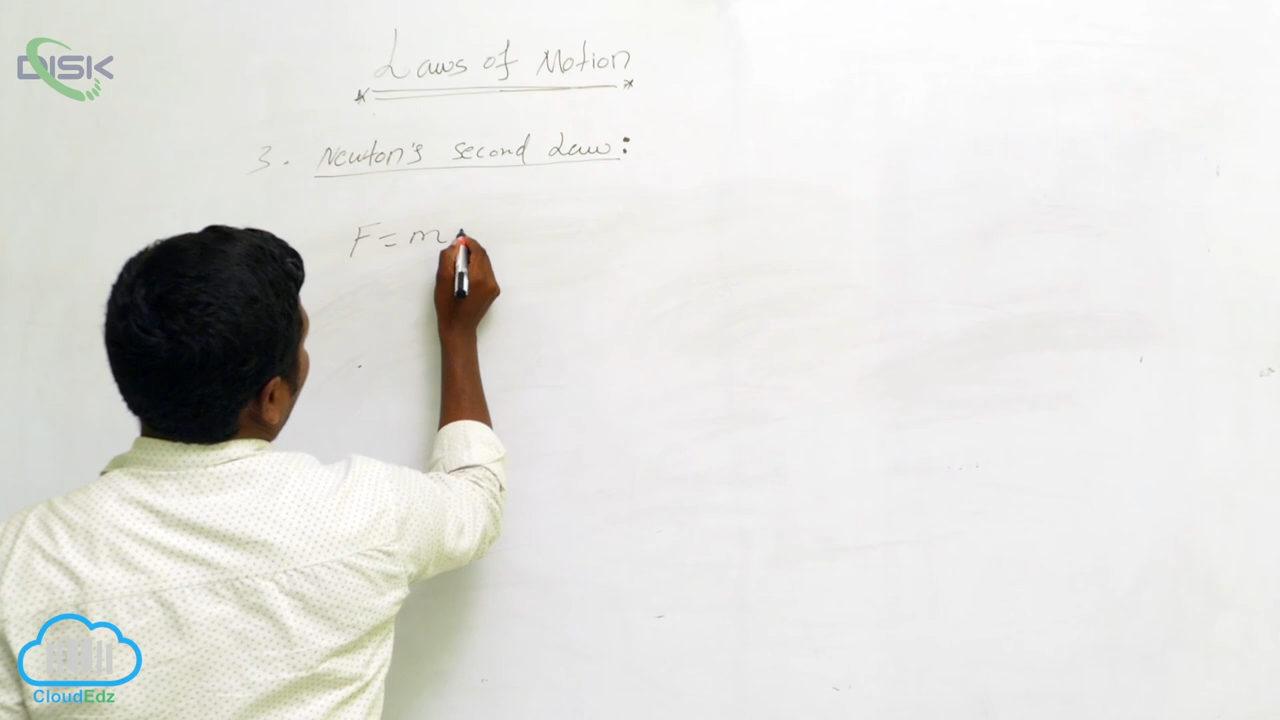 DISK
Laws of Motion
3. Newton's second Law:
F = m
CloudEdz